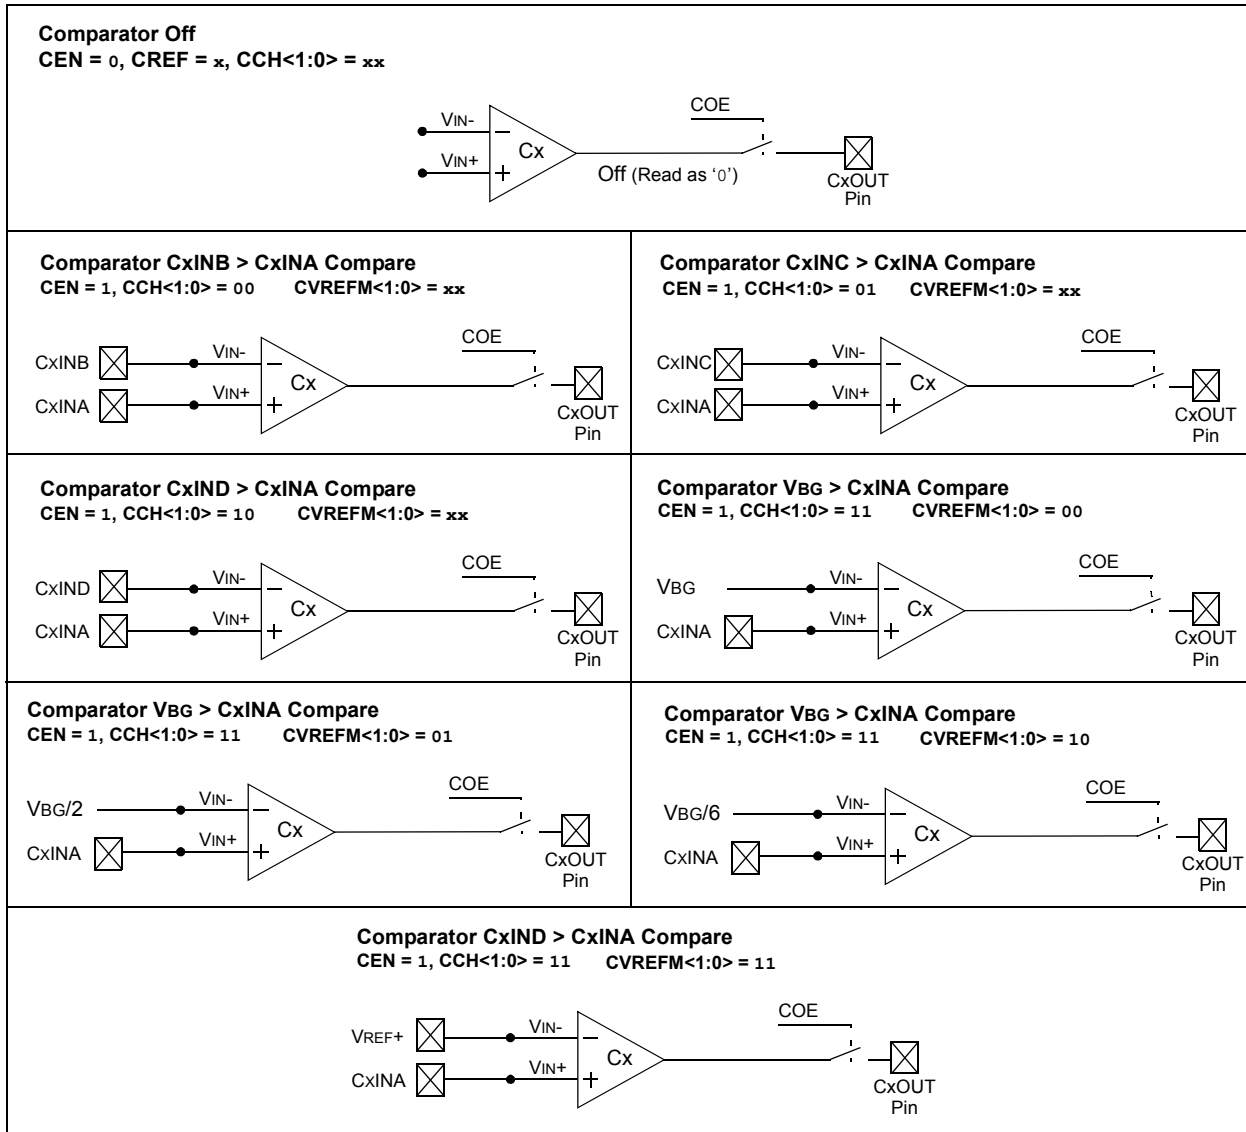 Comparator Off
CEN = 0, CREF = x, CCH<1:0> = xx
COE
VIN-
VIN+
−
+
Cx
Off (Read as ‘0’)
CxOUT
Pin
Comparator CxINB > CxINA Compare
CEN = 1, CCH<1:0> = 00 CVREFM<1:0> = xx
COE
CxINB
VIN-
−
Cx
CxINA
VIN+
+
CxOUT
Pin
Comparator CxINC > CxINA Compare
CEN = 1, CCH<1:0> = 01 CVREFM<1:0> = xx
COE
CxINC
VIN-
−
Cx
CxINA
VIN+
+
CxOUT
Pin
Comparator CxIND > CxINA Compare
CEN = 1, CCH<1:0> = 10 CVREFM<1:0> = xx
COE
CxIND
VIN-
−
Cx
CxINA
VIN+
+
CxOUT
Pin
Comparator VBG > CxINA Compare
CEN = 1, CCH<1:0> = 11 CVREFM<1:0> = 00
COE
VBG
VIN-
−
Cx
CxINA
VIN+
+
CxOUT
Pin
Comparator VBG > CxINA Compare
CEN = 1, CCH<1:0> = 11 CVREFM<1:0> = 01
COE
VBG/2
VIN-
−
Cx
CxINA
VIN+
+
CxOUT
Pin
Comparator VBG > CxINA Compare
CEN = 1, CCH<1:0> = 11 CVREFM<1:0> = 10
COE
VBG/6
VIN-
−
Cx
CxINA
VIN+
+
CxOUT
Pin
Comparator CxIND > CxINA Compare
CEN = 1, CCH<1:0> = 11 CVREFM<1:0> = 11
COE
VREF+
VIN-
−
Cx
CxINA
VIN+
+
CxOUT
Pin